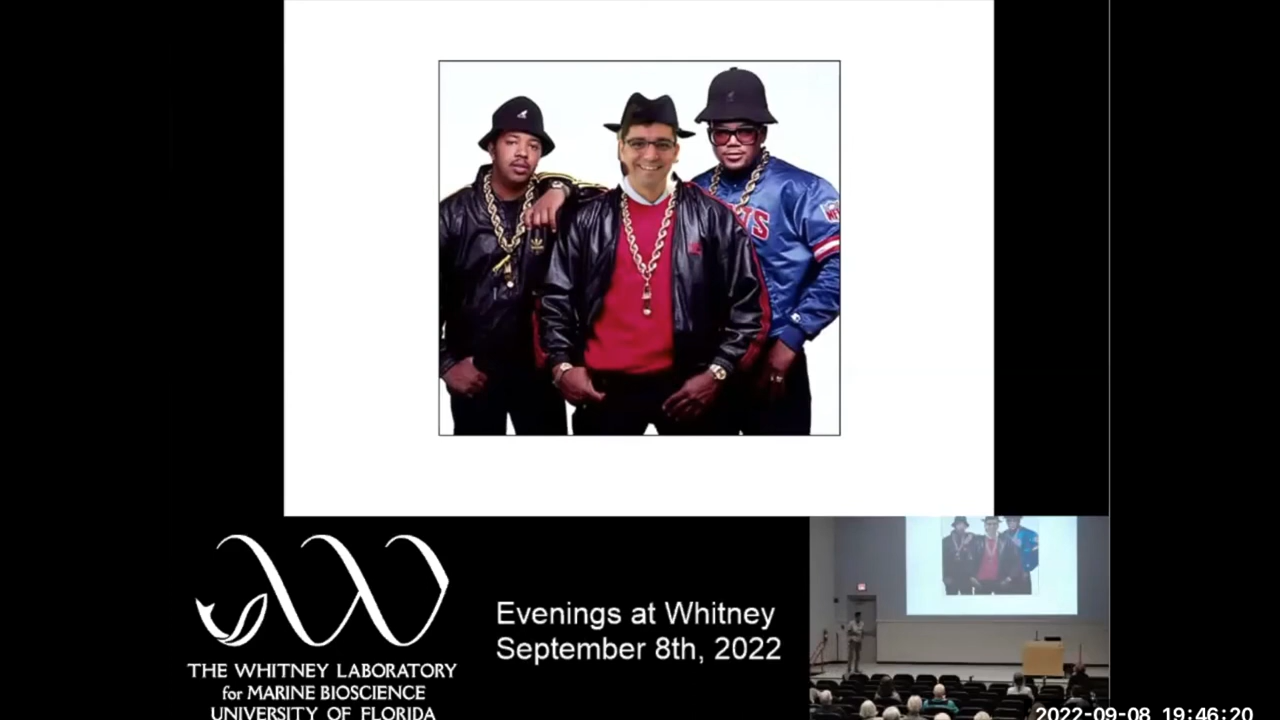 Evenings at Whitney
September 8th, 2022
THE WHITNEY LABORATORY
for MARINE BIOSCIENCE
UNIVERSITY OF FLORIDA
2022-09-08 19:46:20